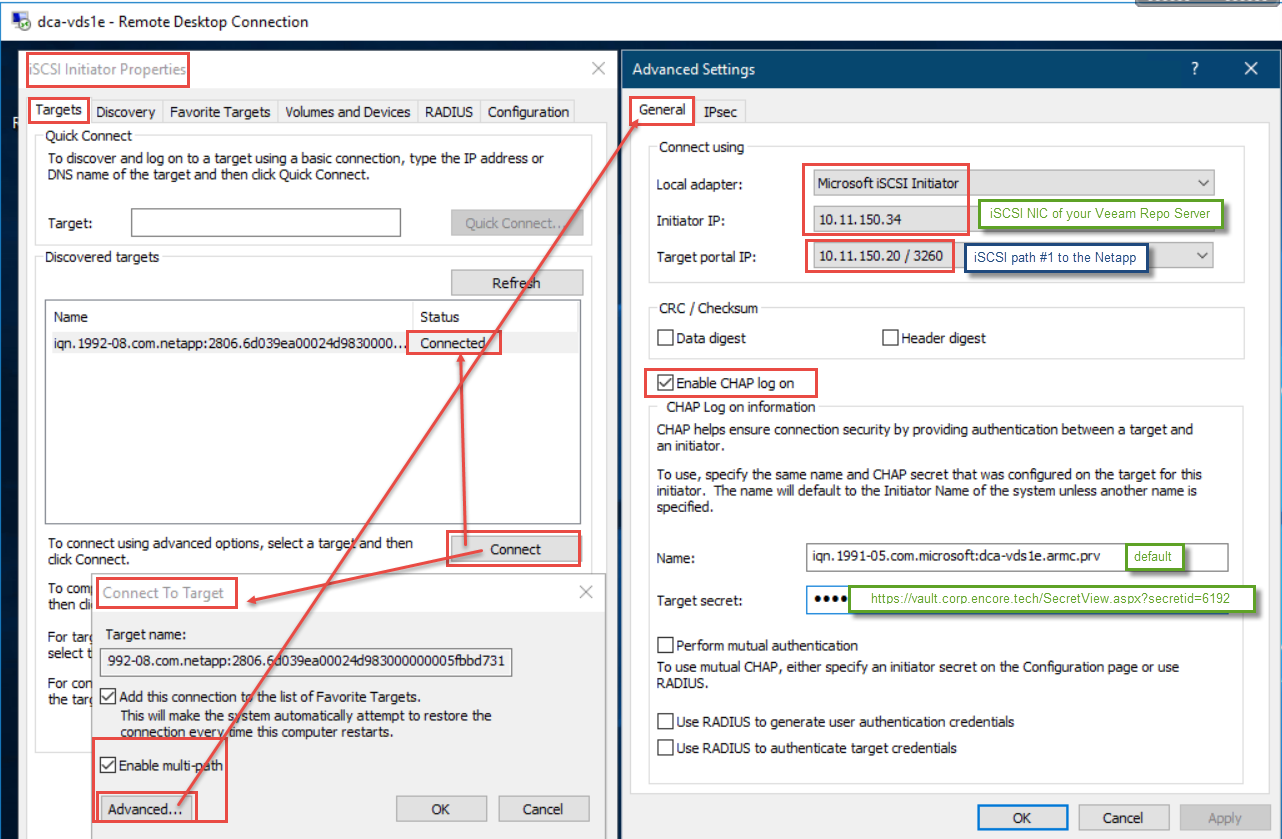 dca-vds1e - Remote Desktop Connection
iSCSI Initiator Properties
Targets
Discovery
Favorite Targets
Volumes and Devices
RADIUS
Configuration
Quick Connect
To discover and log on to a target using a basic connection, type the IP address or
DNS name of the target and then click Quick Connect.
Target:
Quick Connect...
Discovered targets
Refresh
Name
Status
iqn.1992-08.com.netapp:2806.6d039ea00024d9830000...
Connected
To connect using advanced options, select a target and then
click Connect.
Connect
To
then
For
select
For
the
Connect To Target
Target name:
992-08.com.netapp:2806.6d039ea00024d983000000005fbbd731
Add this connection to the list of Favorite Targets.
This will make the system automatically attempt to restore the
connection every time this computer restarts.
Enable multi-path
Advanced...
OK
Cancel
Advanced Settings
?
General
IPsec
Connect using
Local adapter:
Microsoft iSCSI Initiator
Initiator IP:
10.11.150.34
iSCSI NIC of your Veeam Repo Server
Target portal IP:
10.11.150.20 / 3260
iSCSI path #1 to the Netapp
CRC / Checksum
Data digest
Header digest
Enable CHAP log on
CHAP Log on information
CHAP helps ensure connection security by providing authentication between a target and
an initiator.
To use, specify the same name and CHAP secret that was configured on the target for this
initiator. The name will default to the Initiator Name of the system unless another name is
specified.
Name:
iqn.1991-05.com.microsoft:dca-vds1e.armc.prv
default
Target secret:
●●●●
https://vault.corp.encore.tech/SecretView.aspx?secretid=6192
Perform mutual authentication
To use mutual CHAP, either specify an initiator secret on the Configuration page or use
RADIUS.
Use RADIUS to generate user authentication credentials
Use RADIUS to authenticate target credentials
OK
Cancel
Apply